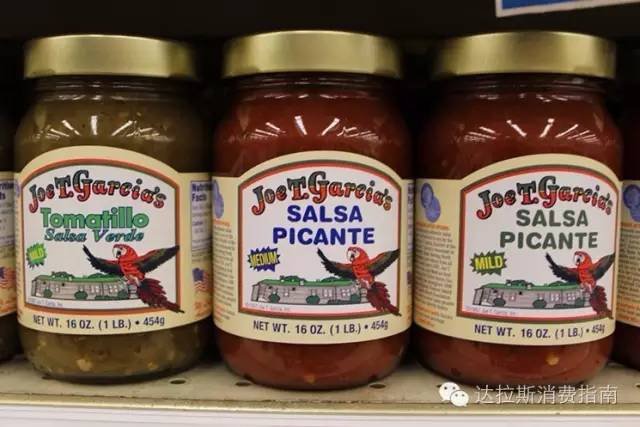 Joe T. Garcia's
Tomatillo
Salsa Verde
MILD
NET WT. 16 OZ. (1 LB.) • 454g
Nutrition
Facts
Joe T. Garcia's
SALSA
PICANTE
MEDIUM
NET WT. 16 OZ. (1 LB.) • 454g
Joe T. Garcia's
SALSA
PICANTE
MILD
NET WT. 16 OZ. (1 LB.) • 454g
达拉斯消费指南